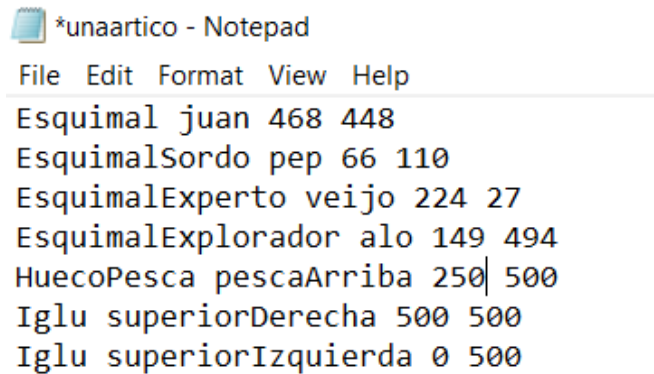 *unaartico - Notepad
File Edit Format View Help
Esquimal juan 468 448
EsquimalSordo pep 66 110
EsquimalExperto veijo 224 27
EsquimalExplorador alo 149 494
HuecoPesca pescaArriba 250 500
Iglu superiorDerecha 500 500
Iglu superiorIzquierda 0 500